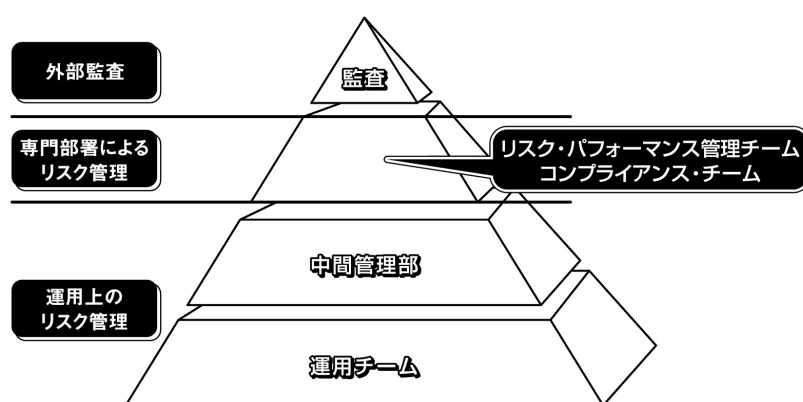 外部監査
監査
専門部署による
リスク管理
リスク・パフォーマンス管理チーム
コンプライアンス・チーム
中間管理部
運用上の
リスク管理
運用チーム